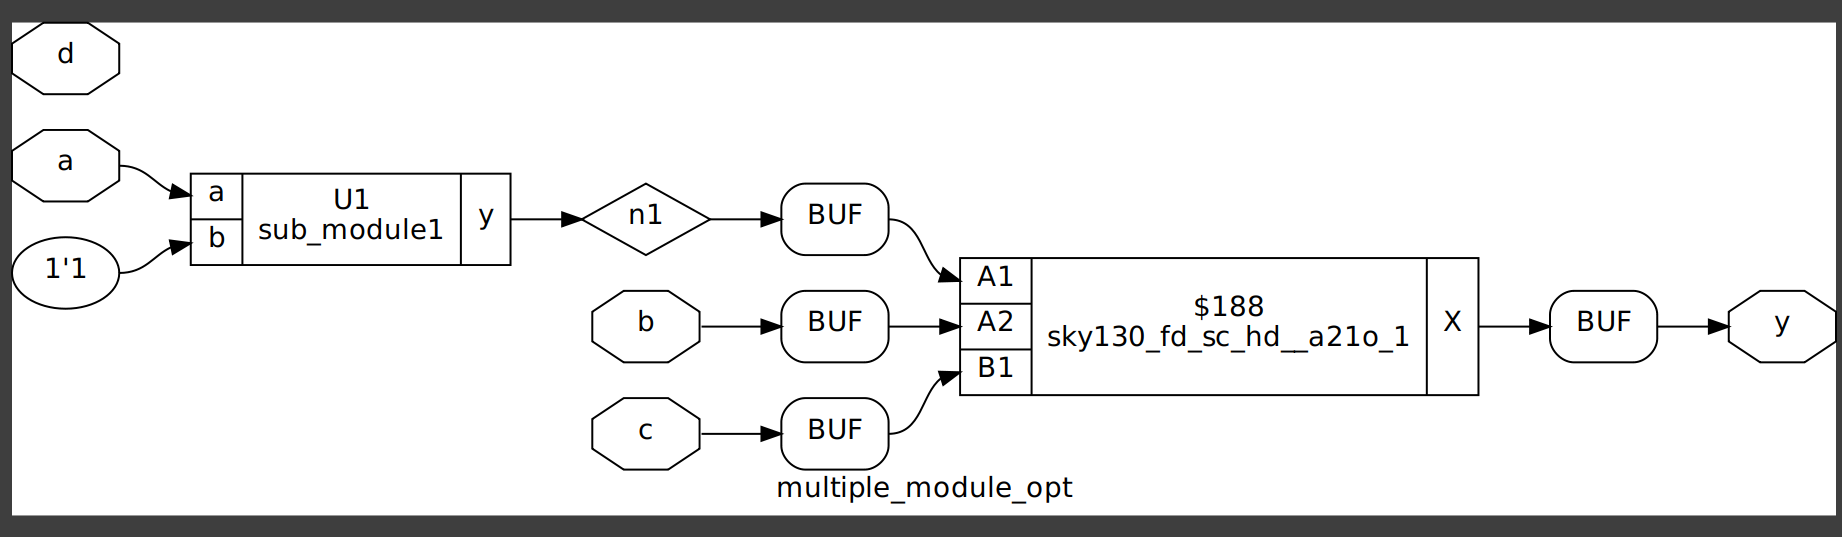 d
a
1'1
a
b
U1
sub_module1
y
n1
BUF
b
BUF
c
BUF
A1
A2
B1
$188
sky130_fd_sc_hd__a21o_1
X
BUF
y
multiple_module_opt